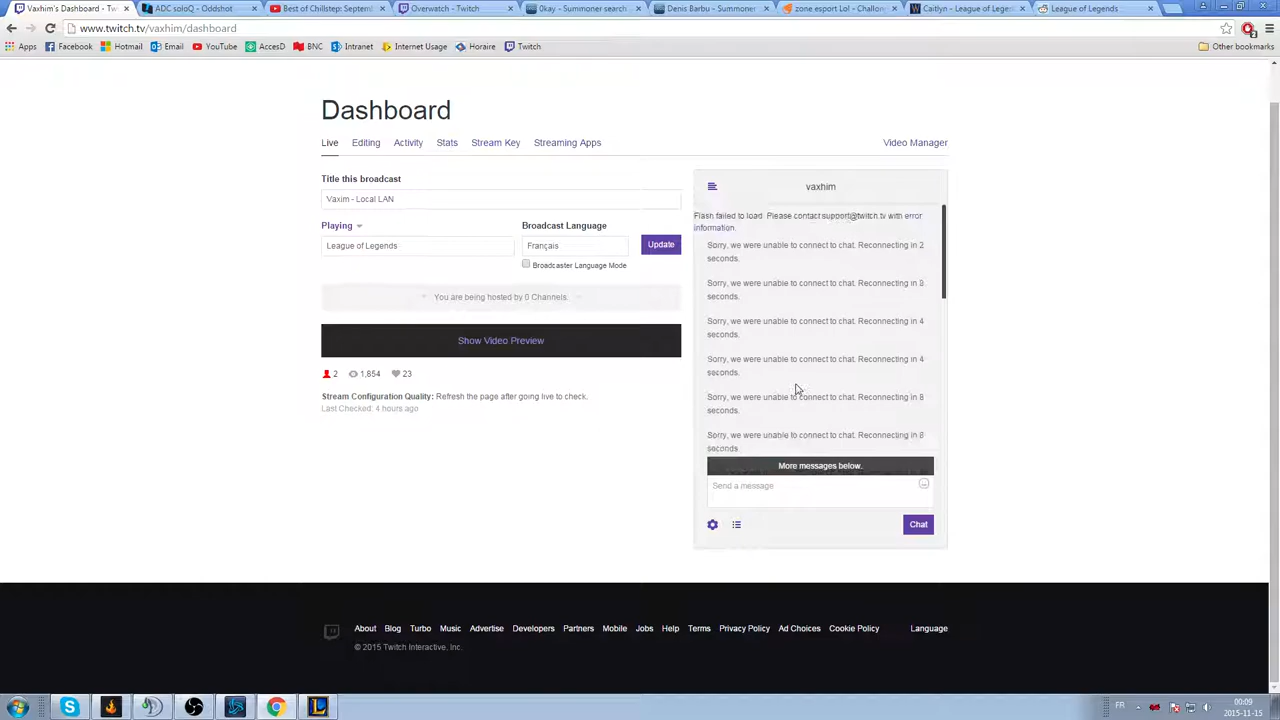 Vaxhim's Dashboard - Tw
ADC soloQ - Oddshot
Best of Chillstep: Septem
Overwatch - Twitch
0kay - Summoner search
Denis Barbu - Summoner
zone esport Lol - Challon
Caitlyn - League of Legen
League of Legends
www.twitch.tv/vaxhim/dashboard
Apps
Facebook
Hotmail
Email
YouTube
AccesD
BNC
Intranet
Internet Usage
Horaire
Twitch
Other bookmarks
Dashboard
Live Editing Activity Stats Stream Key Streaming Apps Video Manager
Title this broadcast
Vaxim - Local LAN
Playing
Broadcast Language
League of Legends
Français
Update
Broadcaster Language Mode
You are being hosted by 0 Channels.
Show Video Preview
2 1,854 23
Stream Configuration Quality: Refresh the page after going live to check.
Last Checked: 4 hours ago
vaxhim
Flash failed to load. Please contact support@twitch.tv with error
information.
Sorry, we were unable to connect to chat. Reconnecting in 2
seconds.
Sorry, we were unable to connect to chat. Reconnecting in 8
seconds.
Sorry, we were unable to connect to chat. Reconnecting in 4
seconds.
Sorry, we were unable to connect to chat. Reconnecting in 4
seconds.
Sorry, we were unable to connect to chat. Reconnecting in 8
seconds.
Sorry, we were unable to connect to chat. Reconnecting in 8
seconds
More messages below.
Send a message
Chat
About Blog Turbo Music Advertise Developers Partners Mobile Jobs Help Terms Privacy Policy Ad Choices Cookie Policy Language
© 2015 Twitch Interactive, Inc.
FR
00:09
2015-11-15